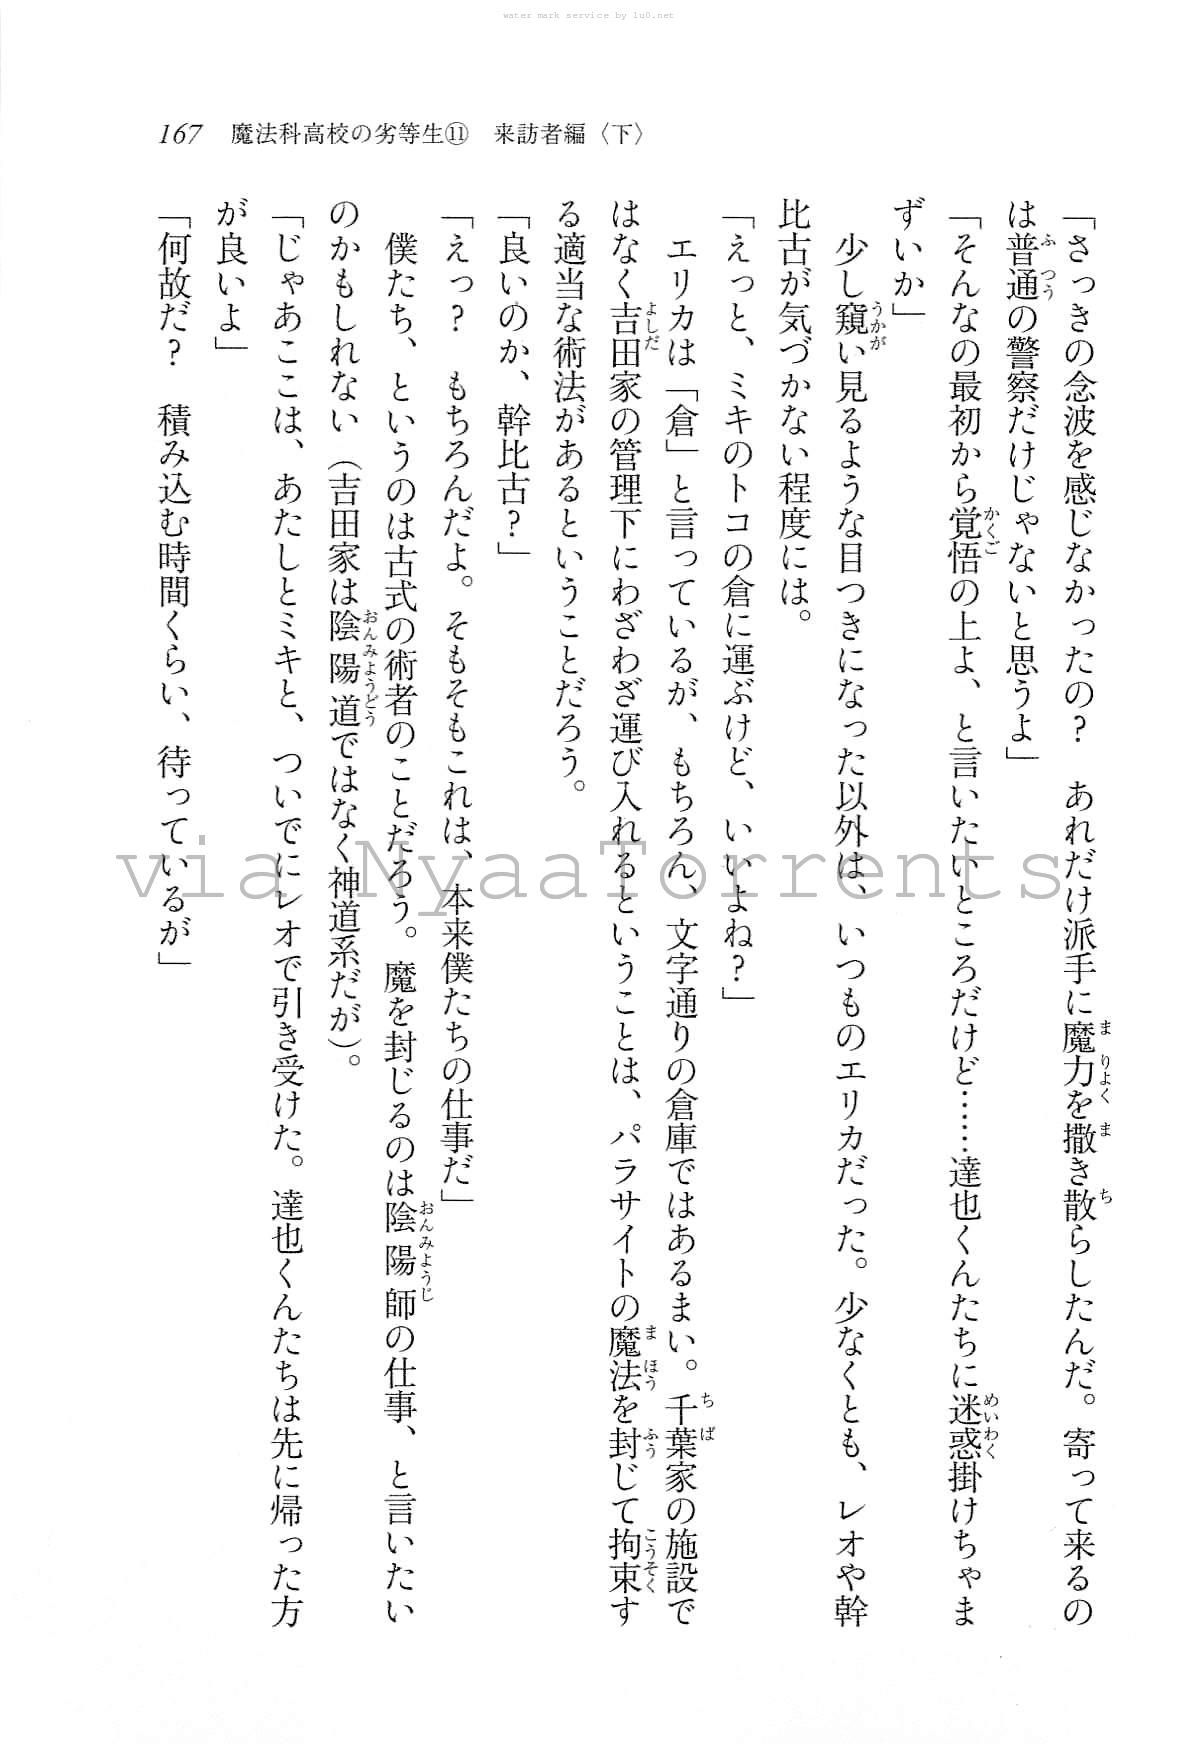 water mark service by lu0.net
167 魔法科高校の劣等生⑪ 来訪者編〈下〉
「さっきの念波を感じなかったの? あれだけ派手に魔力を撒き散らしたんだ。寄って来るの
は普通の警察だけじゃないと思うよ」
「そんなの最初から覚悟の上よ、と言いたいところだけど……達也くんたちに迷惑掛けちゃま
ずいか」
少し窺い見るような目つきになった以外は、いつものエリカだった。少なくとも、レオや幹
比古が気づかない程度には。
「えっと、ミキのトコの倉に運ぶけど、いいよね?」
エリカは「倉」と言っているが、もちろん、文字通りの倉庫ではあるまい。千葉家の施設で
はなく吉田家の管理下にわざわざ運び入れるということは、パラサイトの魔法を封じて拘束す
る適当な術法があるということだろう。
「良いのか、幹比古?」
「えっ? もちろんだよ。そもそもこれは、本来僕たちの仕事だ」
僕たち、というのは古式の術者のことだろう。魔を封じるのは陰陽師の仕事、と言いたい
のかもしれない（吉田家は陰陽道ではなく神道系だが）。
「じゃあここは、あたしとミキと、ついでにレオで引き受けた。達也くんたちは先に帰った方
が良いよ」
「何故だ? 積み込む時間くらい、待っているが」
via NyaaTorrents